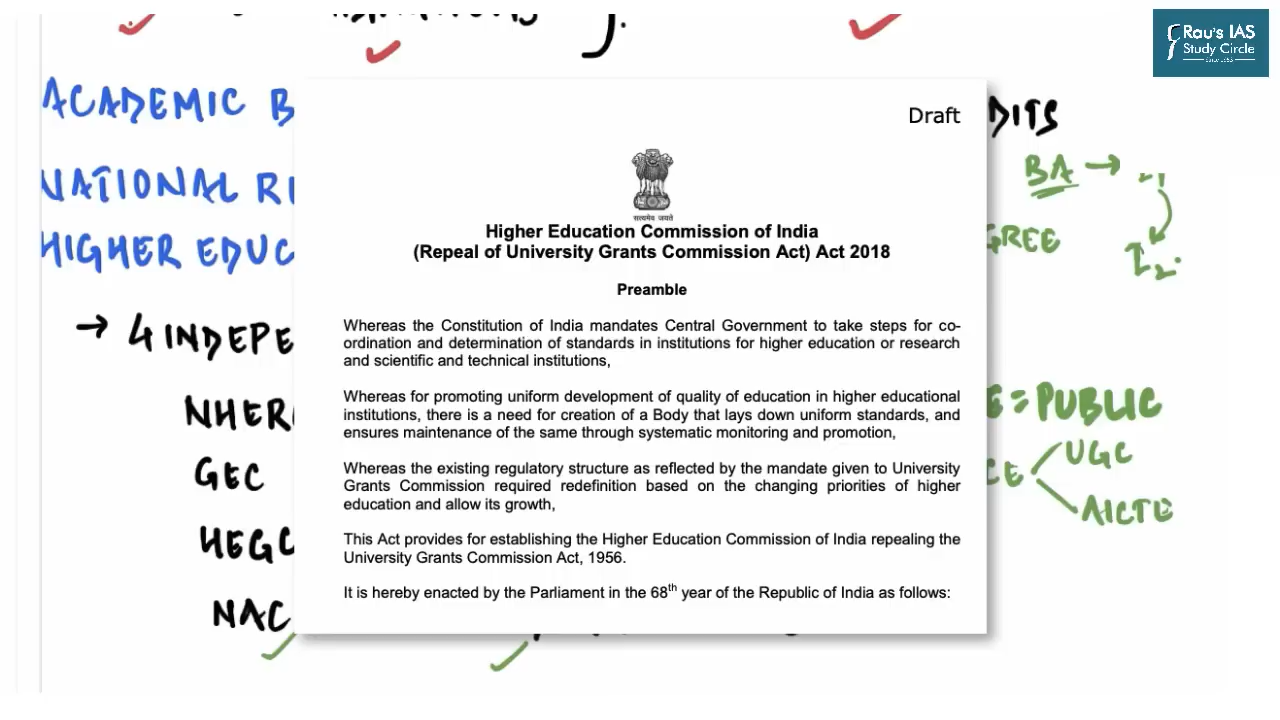 Rau's IAS
Study Circle
ACADEMIC B
DITS
NATIONAL
BA →
HIGHER EDUC
GREE
→ 4 INDEPE
NHER
= PUBLIC
GEC
CE
UGC
AICTE
HEGC
NAC
Draft
सत्यमेव जयते
Higher Education Commission of India
(Repeal of University Grants Commission Act) Act 2018
Preamble
Whereas the Constitution of India mandates Central Government to take steps for co-
ordination and determination of standards in institutions for higher education or research
and scientific and technical institutions,
Whereas for promoting uniform development of quality of education in higher educational
institutions, there is a need for creation of a Body that lays down uniform standards, and
ensures maintenance of the same through systematic monitoring and promotion,
Whereas the existing regulatory structure as reflected by the mandate given to University
Grants Commission required redefinition based on the changing priorities of higher
education and allow its growth,
This Act provides for establishing the Higher Education Commission of India repealing the
University Grants Commission Act, 1956.
It is hereby enacted by the Parliament in the 68th year of the Republic of India as follows: